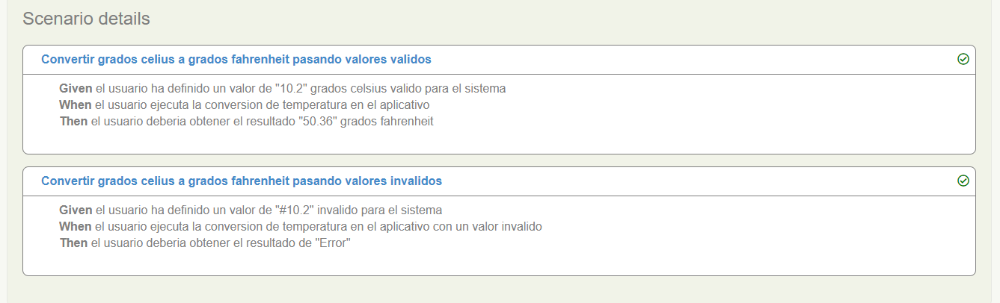 Scenario details
Convertir grados celius a grados fahrenheit pasando valores validos
Given el usuario ha definido un valor de "10.2" grados celsius valido para el sistema
When el usuario ejecuta la conversion de temperatura en el aplicativo
Then el usuario deberia obtener el resultado "50.36" grados fahrenheit
Convertir grados celius a grados fahrenheit pasando valores invalidos
Given el usuario ha definido un valor de "#10.2" invalido para el sistema
When el usuario ejecuta la conversion de temperatura en el aplicativo con un valor invalido
Then el usuario deberia obtener el resultado de "Error"